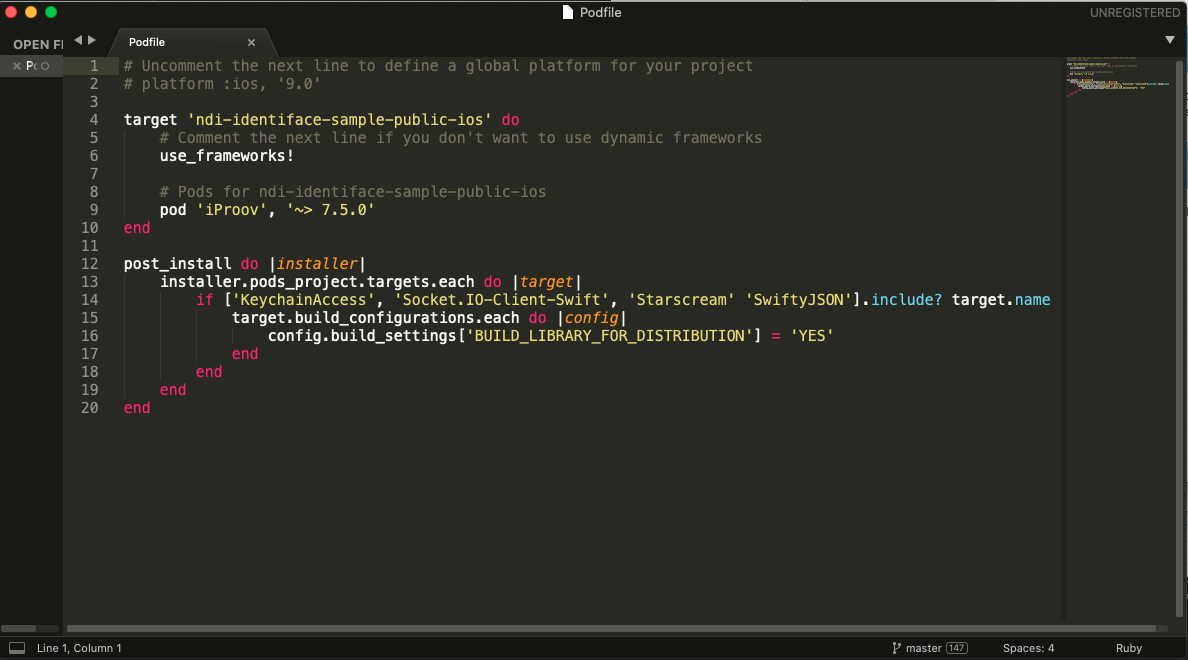 Podfile
UNREGISTERED
OPEN FI
Podfile
1 # Uncomment the next line to define a global platform for your project
2 # platform :ios, '9.0'
3
4 target 'ndi-identiface-sample-public-ios' do
5     # Comment the next line if you don't want to use dynamic frameworks
6     use_frameworks!
7
8     # Pods for ndi-identiface-sample-public-ios
9     pod 'iProov', '~> 7.5.0'
10 end
11
12 post_install do |installer|
13     installer.pods_project.targets.each do |target|
14         if ['KeychainAccess', 'Socket.IO-Client-Swift', 'Starscream' 'SwiftyJSON'].include? target.name
15             target.build_configurations.each do |config|
16                 config.build_settings['BUILD_LIBRARY_FOR_DISTRIBUTION'] = 'YES'
17             end
18         end
19     end
20 end
Line 1, Column 1
master 147
Spaces: 4
Ruby